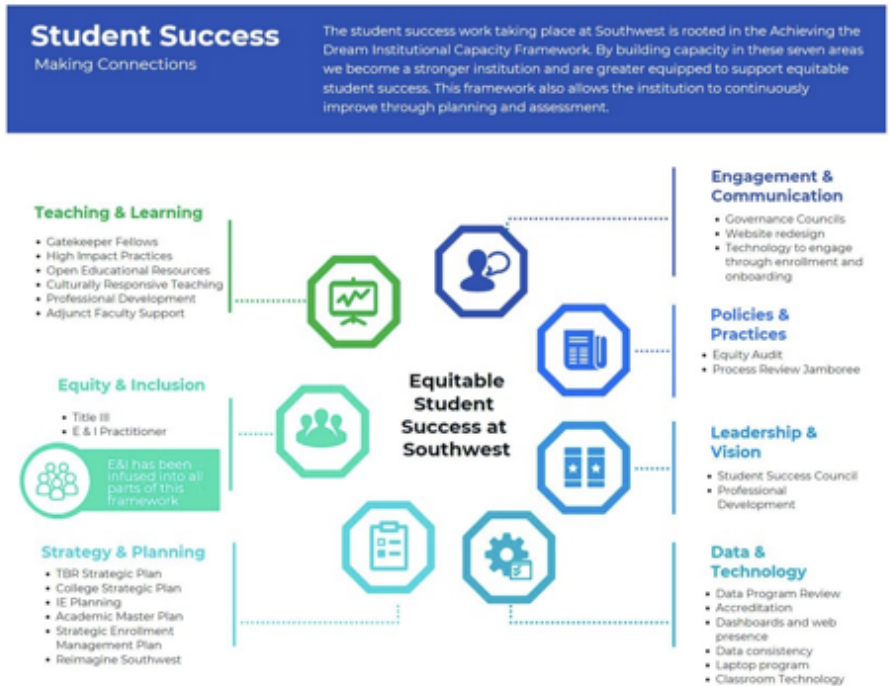 Student Success
Making Connections
The student success work taking place at Southwest is rooted in the Achieving the
Dream Institutional Capacity Framework. By building capacity in these seven areas
we become a stronger institution and are greater equipped to support equitable
student success. This framework also allows the institution to continuously
improve through planning and assessment.
Teaching & Learning
• Gatekeeper Fellows
• High Impact Practices
• Open Educational Resources
• Culturally Responsive Teaching
• Professional Development
• Adjunct Faculty Support
Equity & Inclusion
• Title III
• E & I Practitioner
E&I has been
infused into all
parts of this
framework
Strategy & Planning
• TBR Strategic Plan
• College Strategic Plan
• IE Planning
• Academic Master Plan
• Strategic Enrollment
Management Plan
• Reimagine Southwest
Equitable
Student
Success at
Southwest
Engagement &
Communication
• Governance Councils
• Website redesign
• Technology to engage
through enrollment and
onboarding
Policies &
Practices
• Equity Audit
• Process Review Jamboree
Leadership &
Vision
• Student Success Council
• Professional
Development
Data &
Technology
• Data Program Review
• Accreditation
• Dashboards and web
presence
• Data consistency
• Laptop program
• Classroom Technology